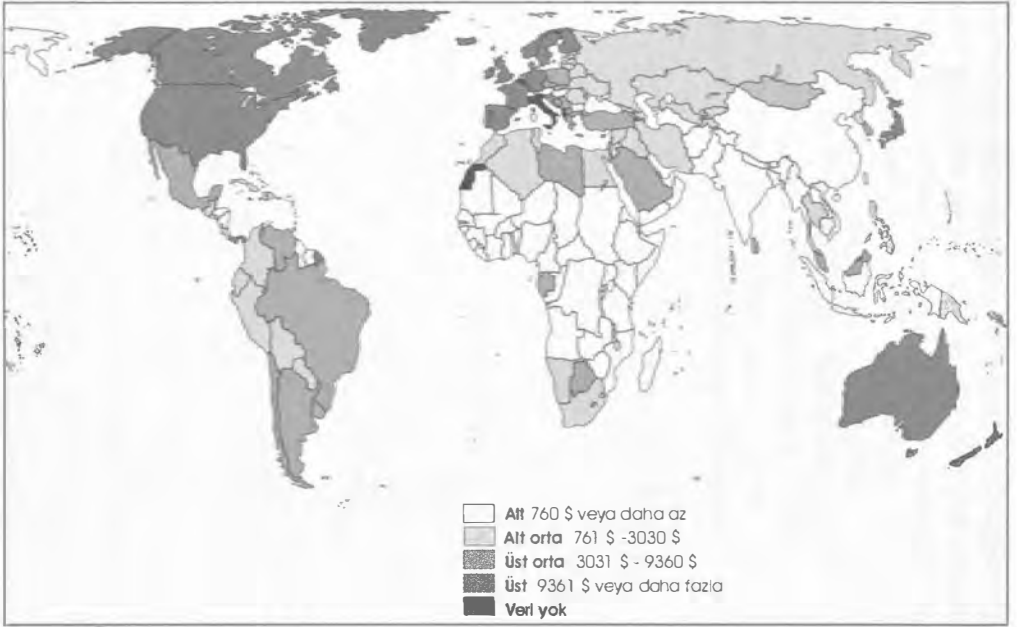 Alt 760 $ veya daha az
Alt orta 761 $ -3030 $
Üst orta 3031 $ - 9360 $
Üst 9361 $ veya daha fazla
Veri yok